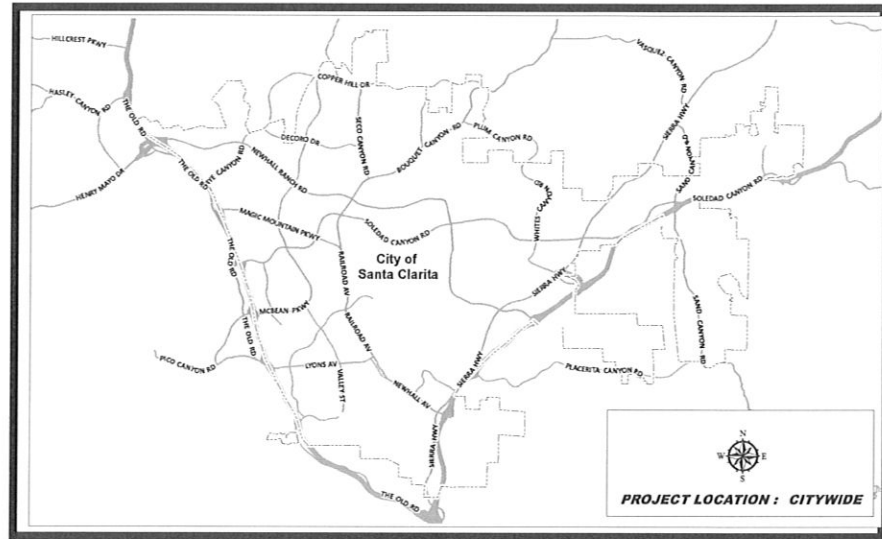 HILLCREST PKWY
VASQUEZ CANYON RD
HASLEY CANYON RD
THE OLD RD
COPPER HILL DR
SIERRA HWY
SECO CANYON RD
DECORO DR
BOUQUET CANYON RD
PLUM CANYON RD
NEWHALL RANCH RD
THE OLD RD
HENRY MAYO DR
SAND CANYON RD
SOLEDAD CANYON RD
WHITES CANYON RD
MAGIC MOUNTAIN PKWY
SOLEDAD CANYON RD
THE OLD RD
RAILROAD AV
City of
Santa Clarita
SIERRA HWY
MCBEAN PKWY
SAND CANYON RD
THE OLD RD
RAILROAD AV
PICO CANYON RD
LYONS AV
VALLEY ST
SIERRA HWY
PLACERITA CANYON RD
NEWHALL AV
SIERRA HWY
THE OLD RD
N
W E
S
PROJECT LOCATION : CITYWIDE